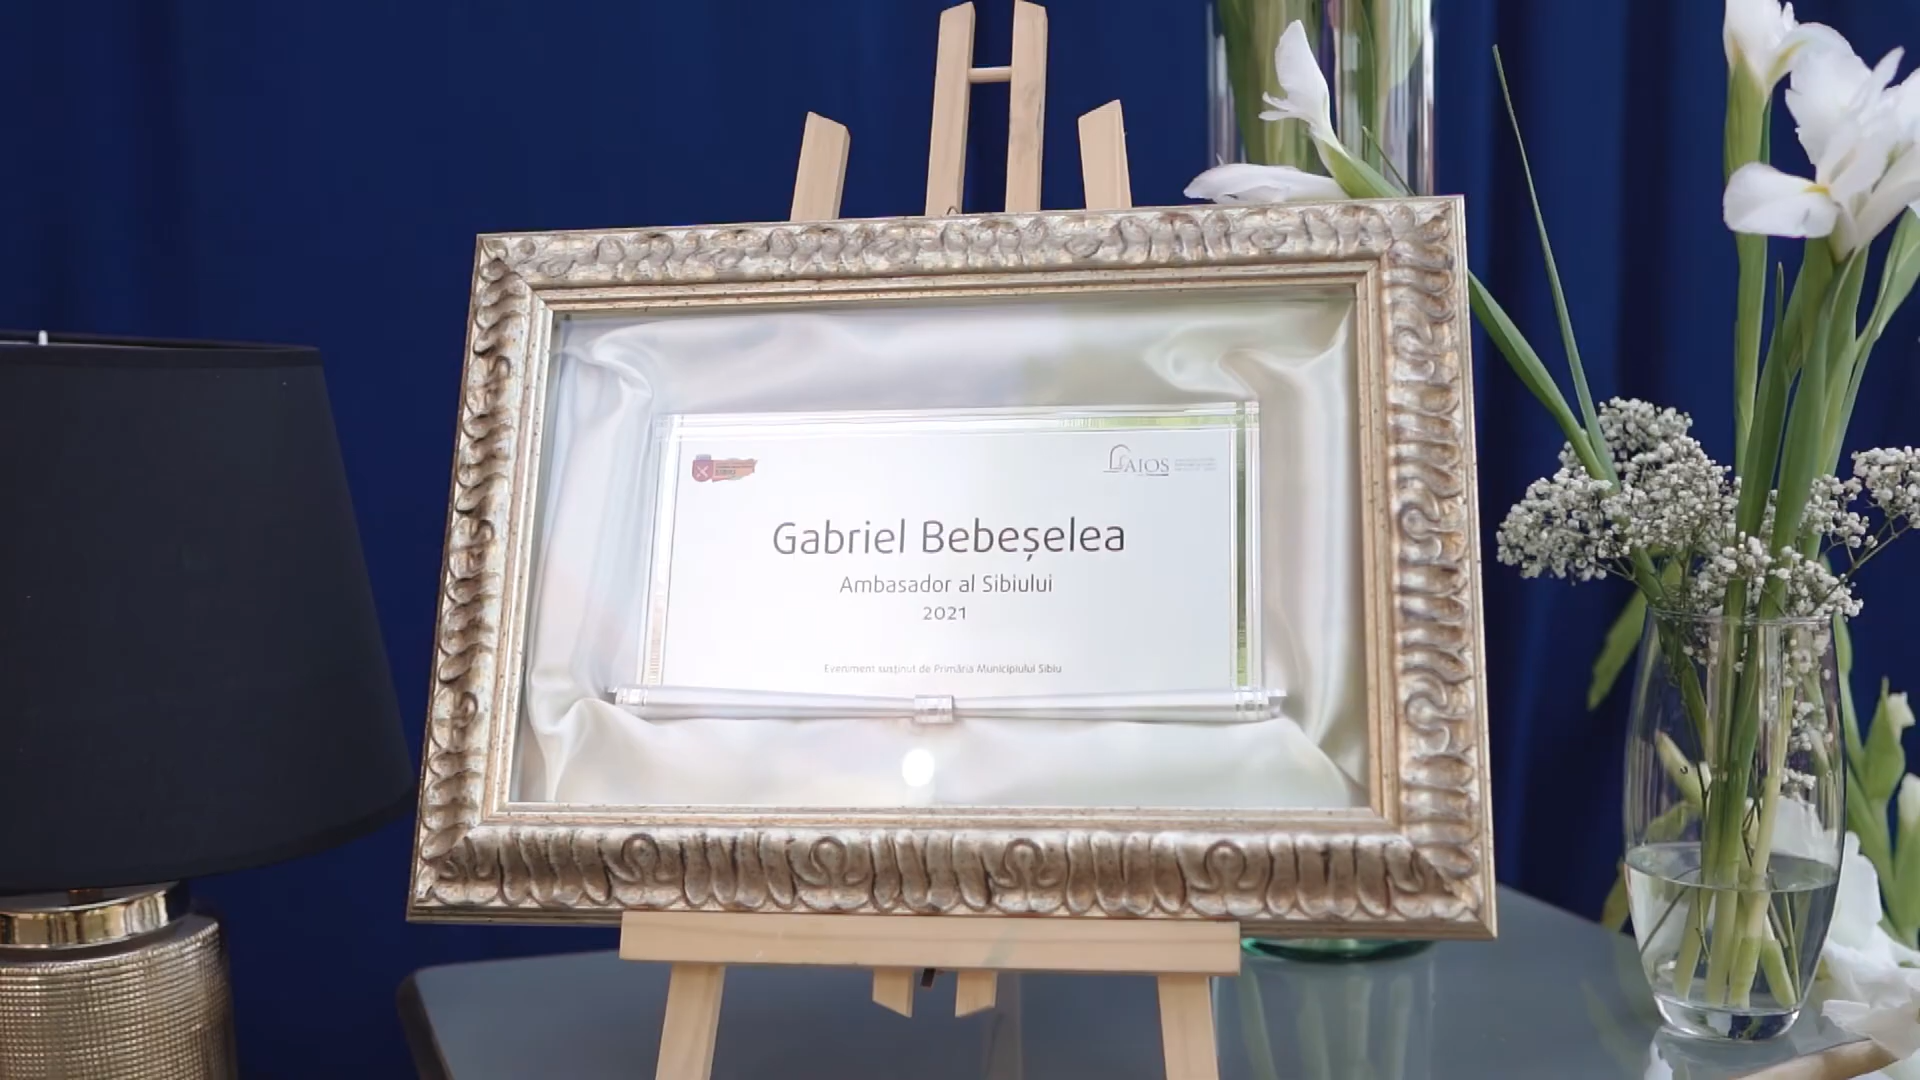 AIOS
Gabriel Bebeșelea
Ambasador al Sibiului
2021
Eveniment susținut de Primăria Municipiului Sibiu